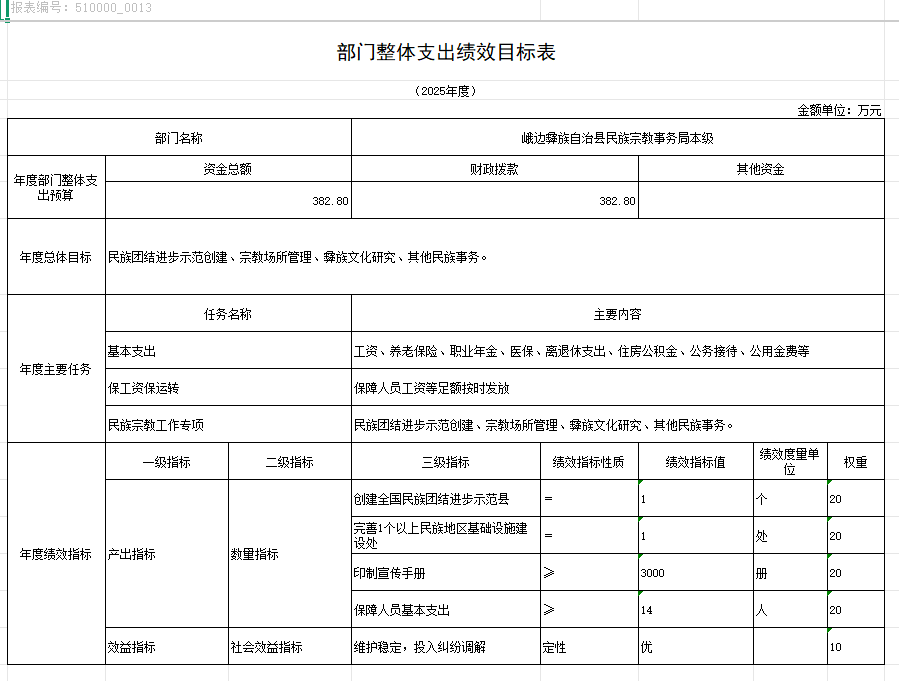 报表编号：510000_0013
部门整体支出绩效目标表
（2025年度）
金额单位：万元
部门名称 峨边彝族自治县民族宗教事务局本级
年度部门整体支出预算 资金总额 财政拨款 其他资金
382.80 382.80
年度总体目标 民族团结进步示范创建、宗教场所管理、彝族文化研究、其他民族事务。
年度主要任务 任务名称 主要内容
基本支出 工资、养老保险、职业年金、医保、离退休支出、住房公积金、公务接待、公用金费等
保工资保运转 保障人员工资等足额按时发放
民族宗教工作专项 民族团结进步示范创建、宗教场所管理、彝族文化研究、其他民族事务。
年度绩效指标 一级指标 二级指标 三级指标 绩效指标性质 绩效指标值 绩效度量单位 权重
产出指标 数量指标 创建全国民族团结进步示范县 = 1 个 20
完善1个以上民族地区基础设施建设处 = 1 处 20
印制宣传手册 ≥ 3000 册 20
保障人员基本支出 ≥ 14 人 20
效益指标 社会效益指标 维护稳定，投入纠纷调解 定性 优 10